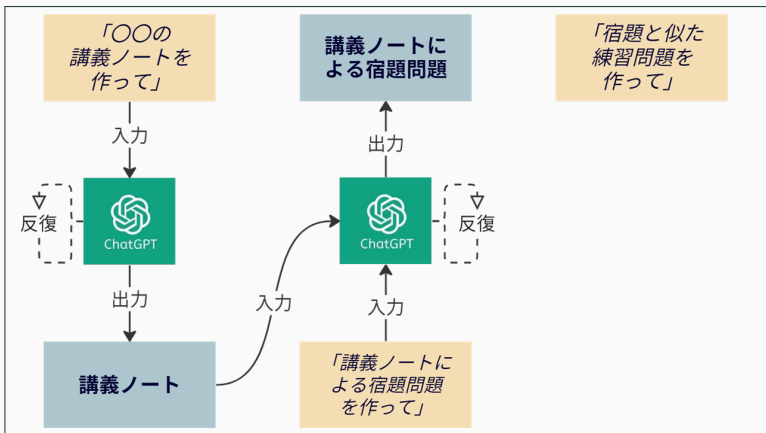 「〇〇の
講義ノートを
作って」
入力
反復
ChatGPT
出力
講義ノート
講義ノートに
よる宿題問題
出力
ChatGPT
反復
入力
入力
「講義ノートに
よる宿題問題
を作って」
「宿題と似た
練習問題を
作って」